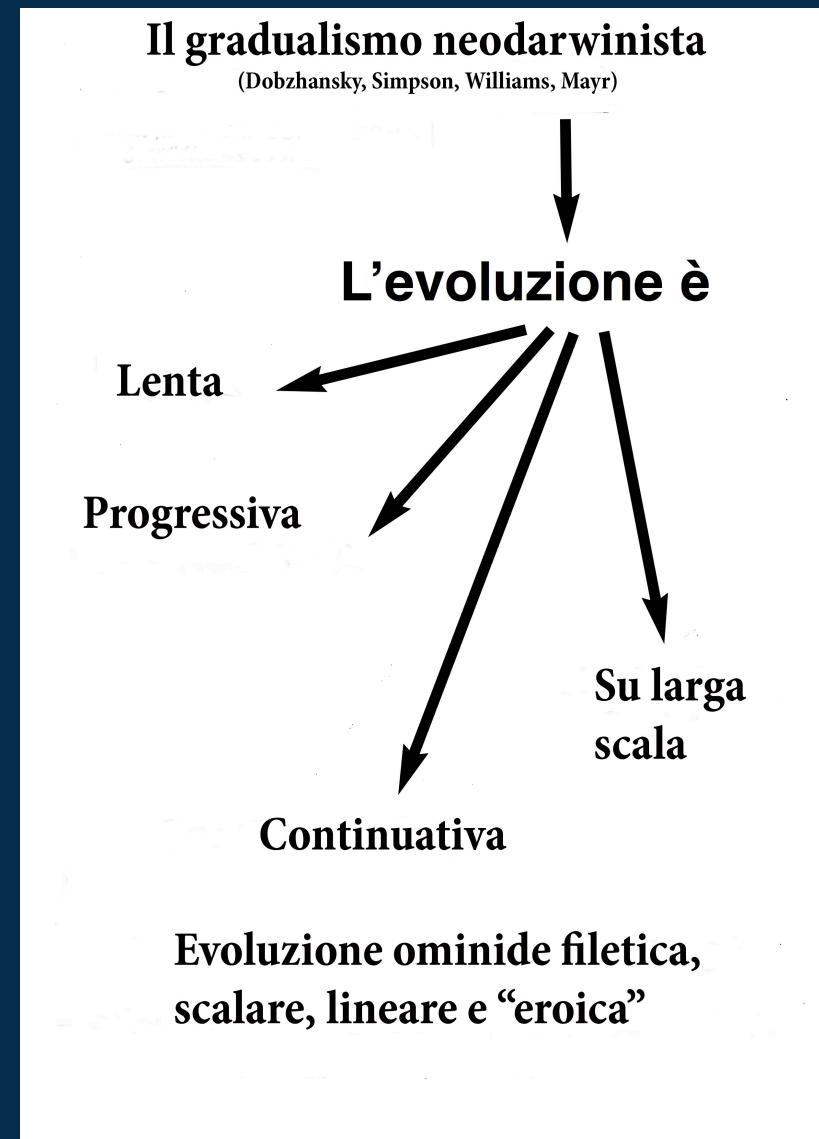 Il gradualismo neodarwinista
(Dobzhansky, Simpson, Williams, Mayr)
L’evoluzione è
Lenta
Progressiva
Su larga
scala
Continuativa
Evoluzione ominide filetica,
scalare, lineare e “eroica”